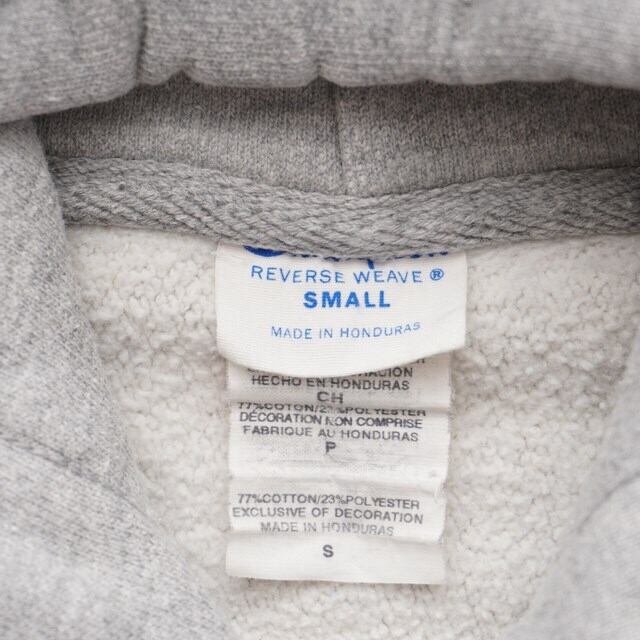 REVERSE WEAVE ®
SMALL
MADE IN HONDURAS
HECHO EN HONDURAS
CH
77%COTON/23%POLYESTER
DÉCORATION NON COMPRISE
FABRIQUÉ AU HONDURAS
P
77%COTTON/23%POLYESTER
EXCLUSIVE OF DECORATION
MADE IN HONDURAS
S